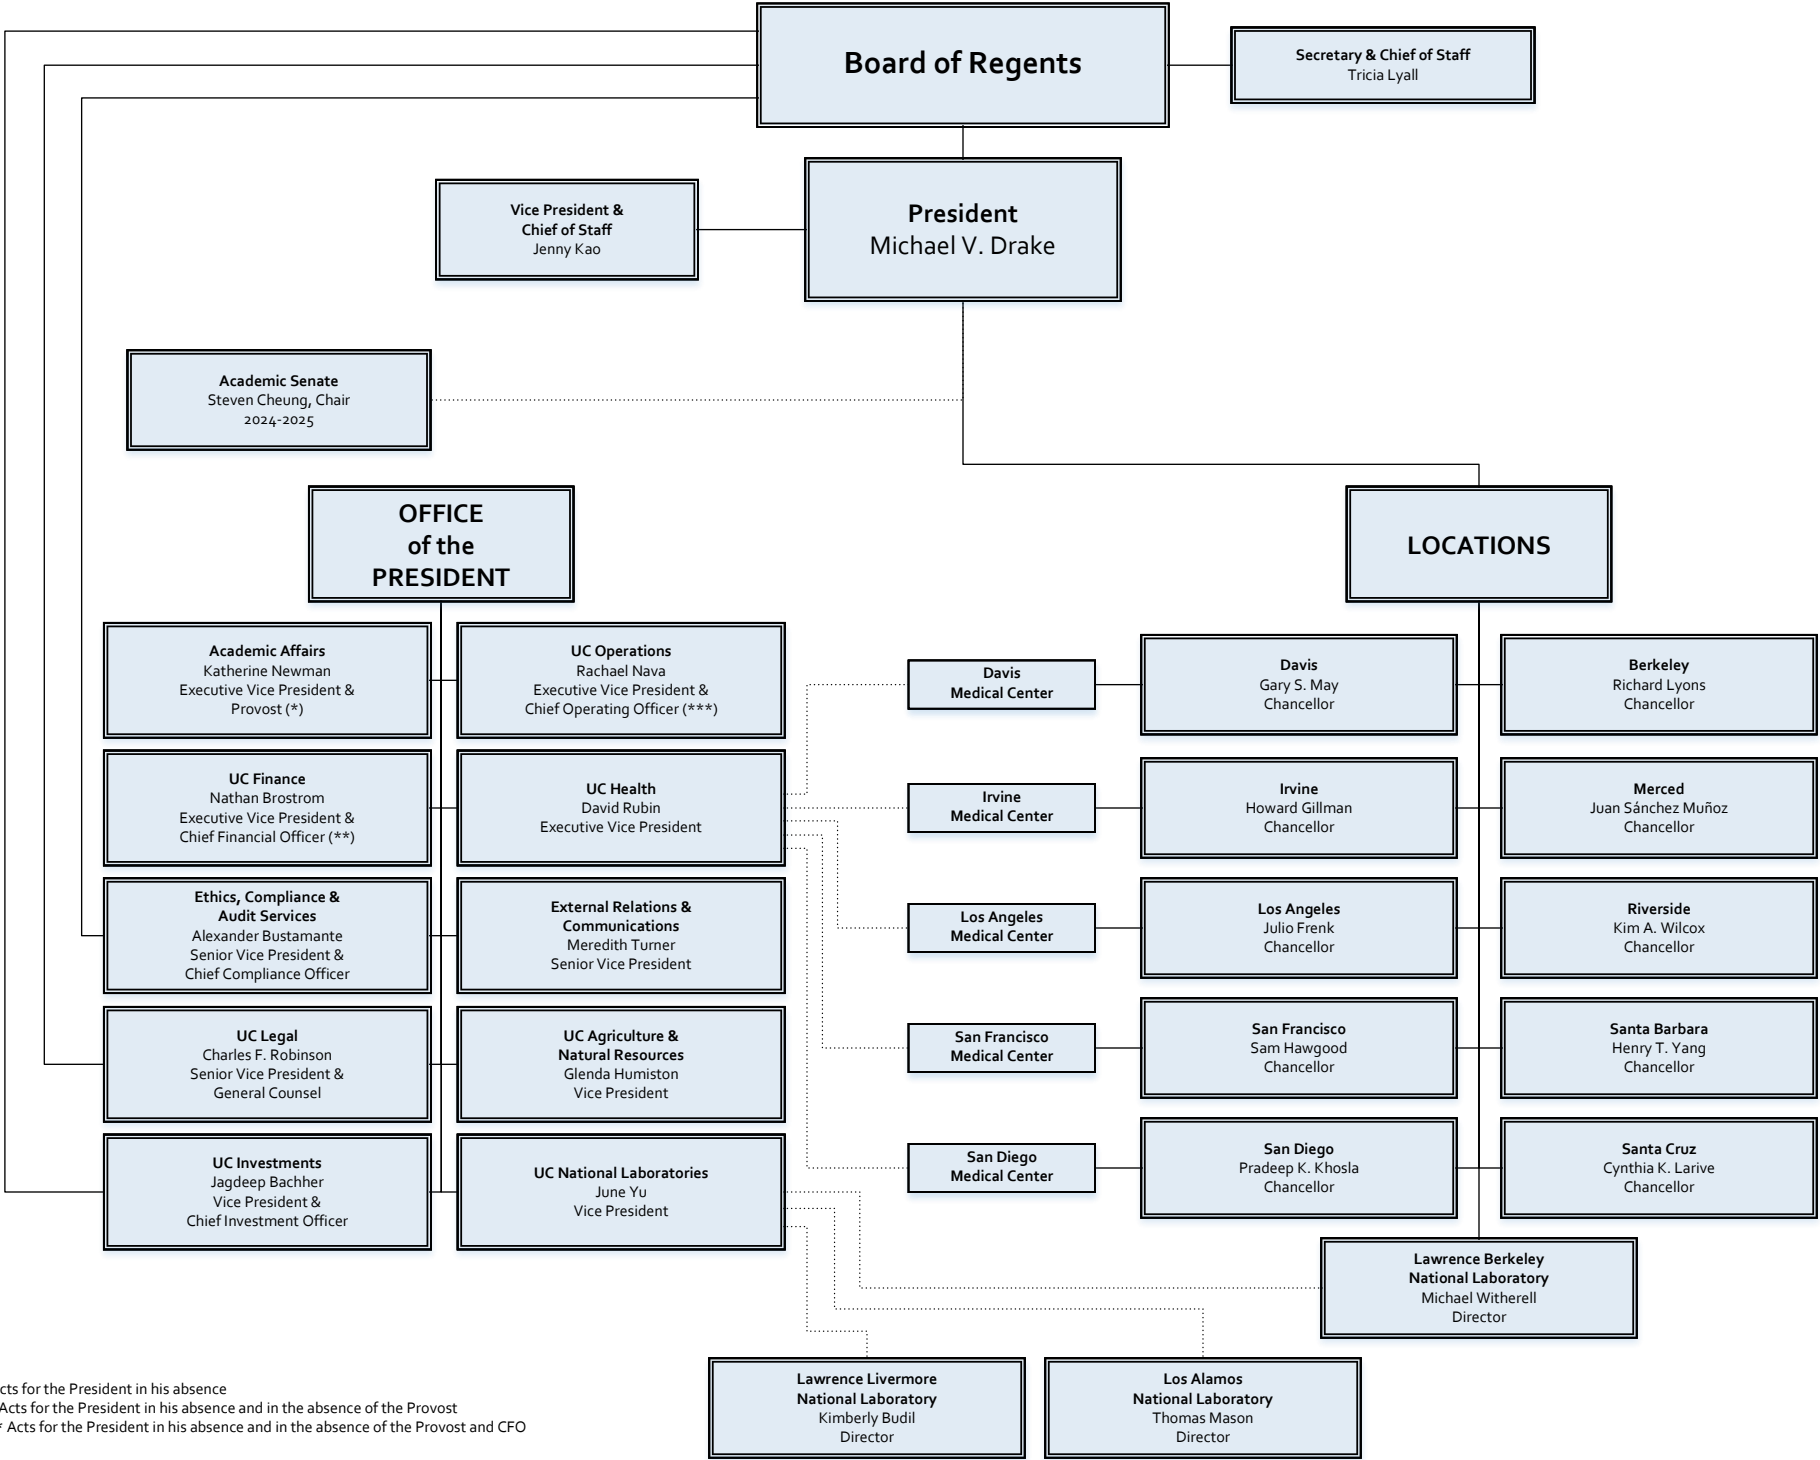 Board of Regents
Secretary & Chief of Staff
Tricia Lyall
Vice President &
Chief of Staff
Jenny Kao
President
Michael V. Drake
Academic Senate
Steven Cheung, Chair
2024-2025
OFFICE
of the
PRESIDENT
LOCATIONS
Academic Affairs
Katherine Newman
Executive Vice President &
Provost (*)
UC Operations
Rachael Nava
Executive Vice President &
Chief Operating Officer (***)
UC Finance
Nathan Brostrom
Executive Vice President &
Chief Financial Officer (**)
UC Health
David Rubin
Executive Vice President
Ethics, Compliance &
Audit Services
Alexander Bustamante
Senior Vice President &
Chief Compliance Officer
External Relations &
Communications
Meredith Turner
Senior Vice President
UC Legal
Charles F. Robinson
Senior Vice President &
General Counsel
UC Agriculture &
Natural Resources
Glenda Humiston
Vice President
UC Investments
Jagdeep Bachher
Vice President &
Chief Investment Officer
UC National Laboratories
June Yu
Vice President
Davis
Medical Center
Davis
Gary S. May
Chancellor
Berkeley
Richard Lyons
Chancellor
Irvine
Medical Center
Irvine
Howard Gillman
Chancellor
Merced
Juan Sánchez Muñoz
Chancellor
Los Angeles
Medical Center
Los Angeles
Julio Frenk
Chancellor
Riverside
Kim A. Wilcox
Chancellor
San Francisco
Medical Center
San Francisco
Sam Hawgood
Chancellor
Santa Barbara
Henry T. Yang
Chancellor
San Diego
Medical Center
San Diego
Pradeep K. Khosla
Chancellor
Santa Cruz
Cynthia K. Larive
Chancellor
Lawrence Berkeley
National Laboratory
Michael Witherell
Director
Lawrence Livermore
National Laboratory
Kimberly Budil
Director
Los Alamos
National Laboratory
Thomas Mason
Director
cts for the President in his absence
Acts for the President in his absence and in the absence of the Provost
* Acts for the President in his absence and in the absence of the Provost and CFO